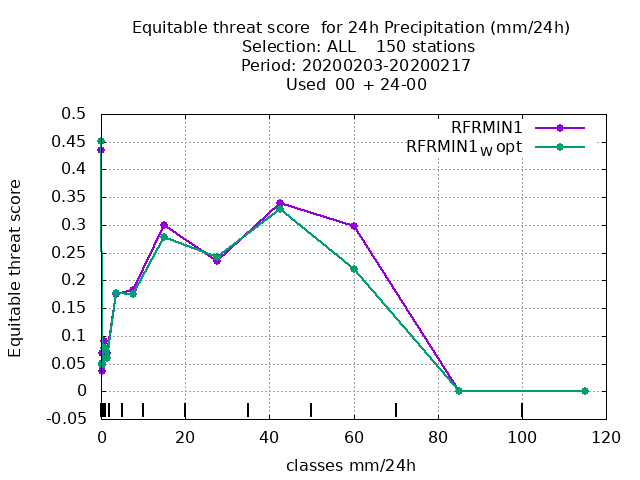 Equitable threat score  for 24h Precipitation (mm/24h)
Selection: ALL    150 stations
Period: 20200203-20200217
Used  00 + 24-00
RFRMIN1
RFRMIN1W opt
0.5
0.45
0.4
0.35
0.3
0.25
0.2
0.15
0.1
0.05
0
-0.05
Equitable threat score
0 20 40 60 80 100 120
classes mm/24h